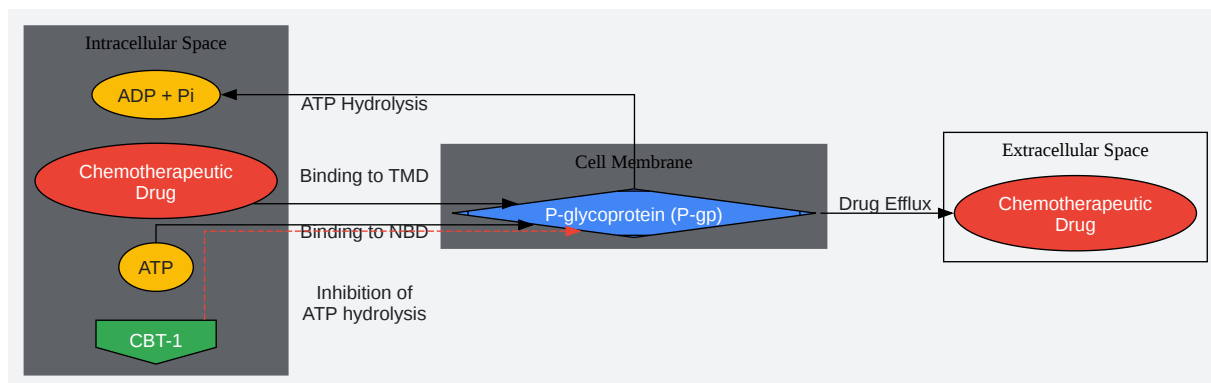 Intracellular Space
ADP + Pi
ATP Hydrolysis
Chemotherapeutic
Drug
Binding to TMD
Cell Membrane
P-glycoprotein (P-gp)
Binding to NBD
Drug Efflux
Extracellular Space
Chemotherapeutic
Drug
ATP
Inhibition of
ATP hydrolysis
CBT-1